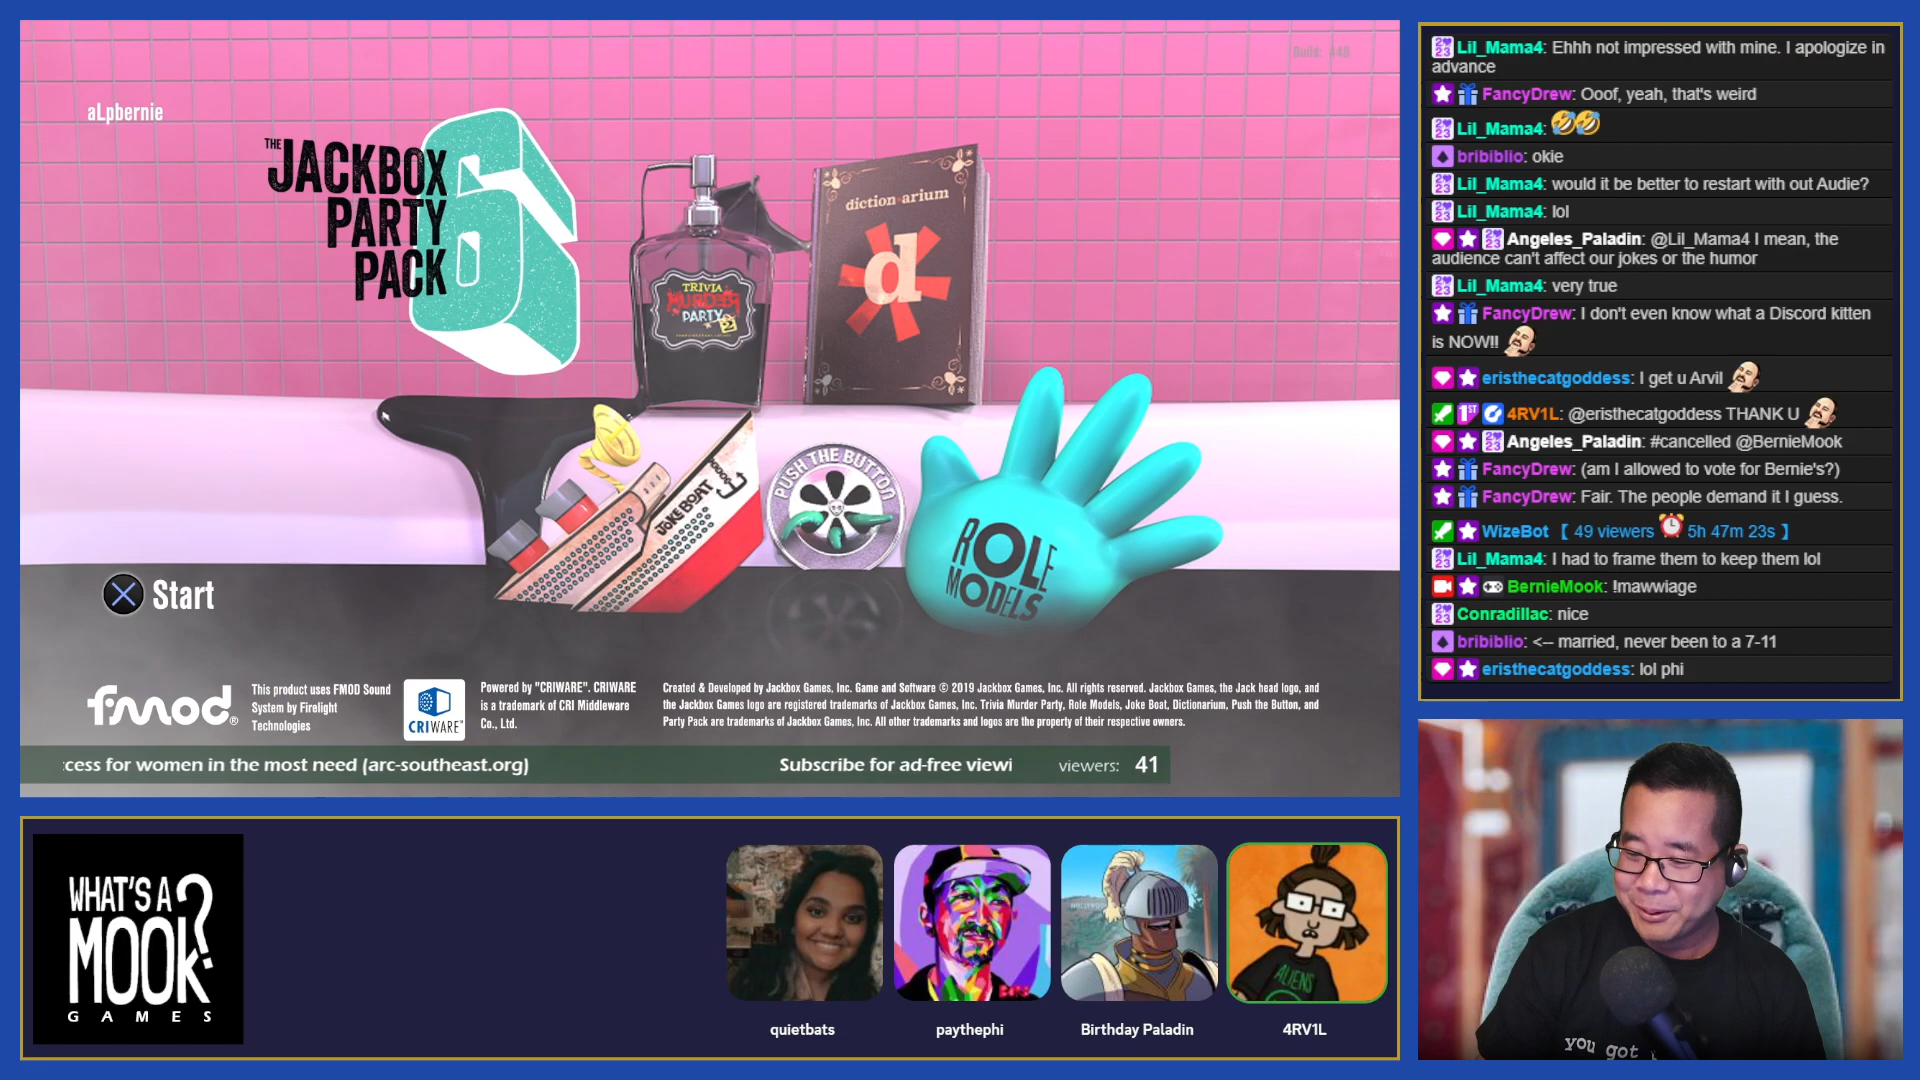 Build: 448
aLpbernie
THE
JACKBOX
PARTY
PACK
6
TRIVIA
MURDER
PARTY
2
diction·arium
d
PUSH THE BUTTON
JOKE BOAT
ROLE
MODELS
Start
fmod®
This product uses FMOD Sound
System by Firelight
Technologies
CRIWARE™
Powered by "CRIWARE". CRIWARE
is a trademark of CRI Middleware
Co., Ltd.
Created & Developed by Jackbox Games, Inc. Game and Software © 2019 Jackbox Games, Inc. All rights reserved. Jackbox Games, the Jack head logo, and
the Jackbox Games logo are registered trademarks of Jackbox Games, Inc. Trivia Murder Party, Role Models, Joke Boat, Dictionarium, Push the Button, and
Party Pack are trademarks of Jackbox Games, Inc. All other trademarks and logos are the property of their respective owners.
cess for women in the most need (arc-southeast.org)
Subscribe for ad-free viewi
viewers: 41
WHAT'S A
MOOK?
GAMES
quietbats
paythephi
Birthday Paladin
ALIENS
4RV1L
Lil_Mama4: Ehhh not impressed with mine. I apologize in
advance
FancyDrew: Ooof, yeah, that's weird
Lil_Mama4: 🤣🤣
bribiblio: okie
Lil_Mama4: would it be better to restart with out Audie?
Lil_Mama4: lol
Angeles_Paladin: @Lil_Mama4 I mean, the
audience can't affect our jokes or the humor
Lil_Mama4: very true
FancyDrew: I don't even know what a Discord kitten
is NOW!!
eristhecatgoddess: I get u Arvil
1ST 4RV1L: @eristhecatgoddess THANK U
Angeles_Paladin: #cancelled @BernieMook
FancyDrew: (am I allowed to vote for Bernie's?)
FancyDrew: Fair. The people demand it I guess.
WizeBot 【 49 viewers ⏰ 5h 47m 23s 】
Lil_Mama4: I had to frame them to keep them lol
BernieMook: !mawwiage
Conradillac: nice
bribiblio: <-- married, never been to a 7-11
eristhecatgoddess: lol phi
you got